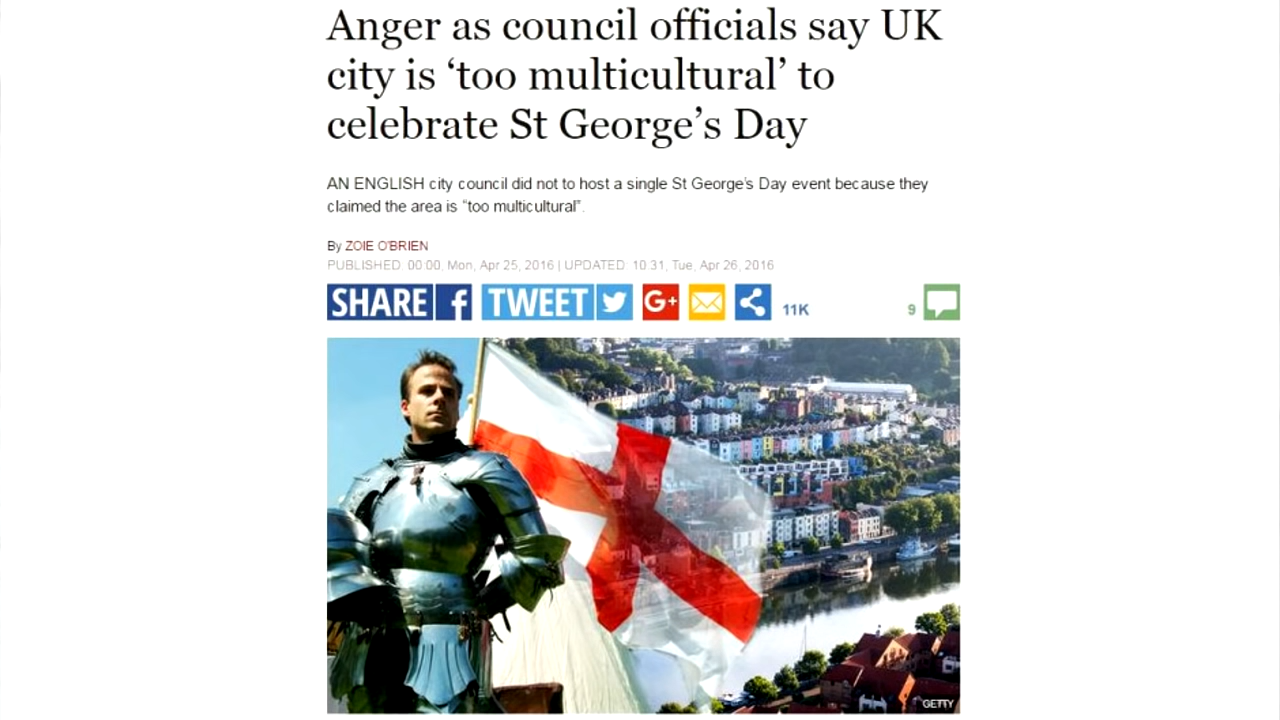 Anger as council officials say UK
city is ‘too multicultural’ to
celebrate St George’s Day
AN ENGLISH city council did not to host a single St George’s Day event because they
claimed the area is “too multicultural”.
By ZOIE O’BRIEN
PUBLISHED: 00:00, Mon, Apr 25, 2016 | UPDATED: 10:31, Tue, Apr 26, 2016
SHARE f TWEET G+ 11K 9
GETTY